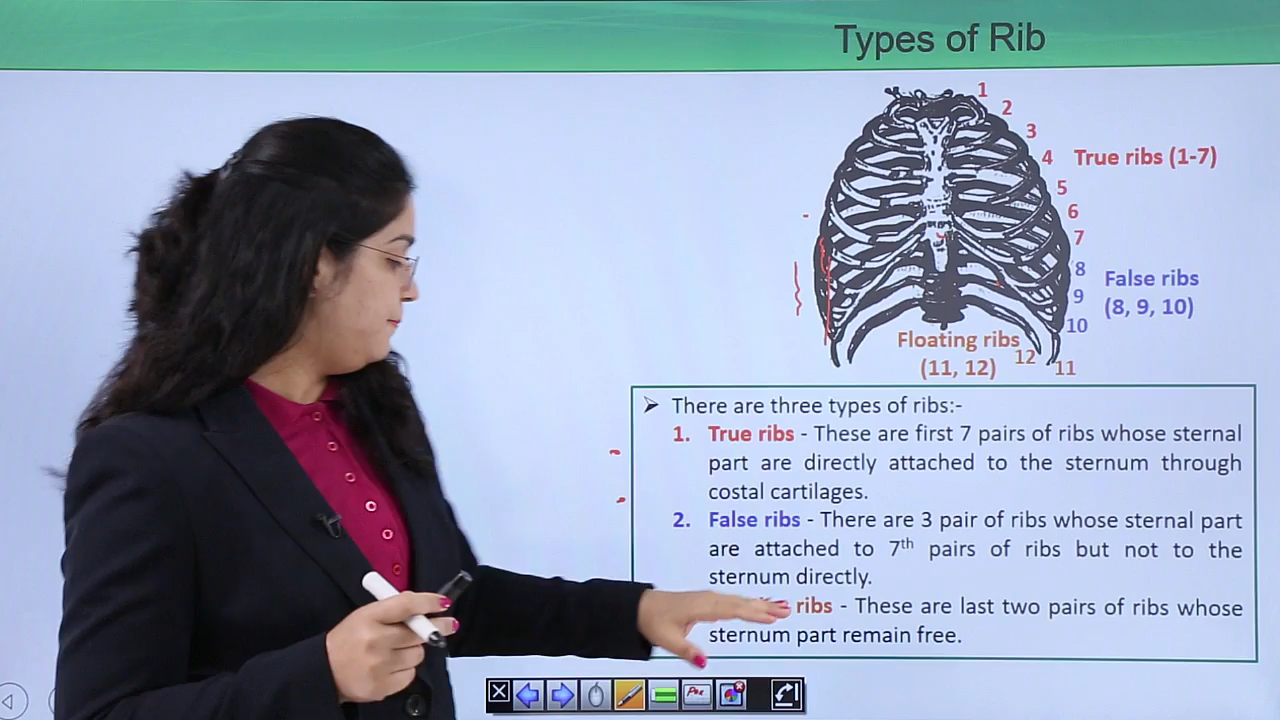 Types of Rib
1
2
3
4 True ribs (1-7)
5
6
7
8 False ribs
9 (8, 9, 10)
10
Floating ribs 12
(11, 12) 11
➢ There are three types of ribs:-
1. True ribs - These are first 7 pairs of ribs whose sternal
part are directly attached to the sternum through
costal cartilages.
2. False ribs - There are 3 pair of ribs whose sternal part
are attached to 7th pairs of ribs but not to the
sternum directly.
ribs - These are last two pairs of ribs whose
sternum part remain free.